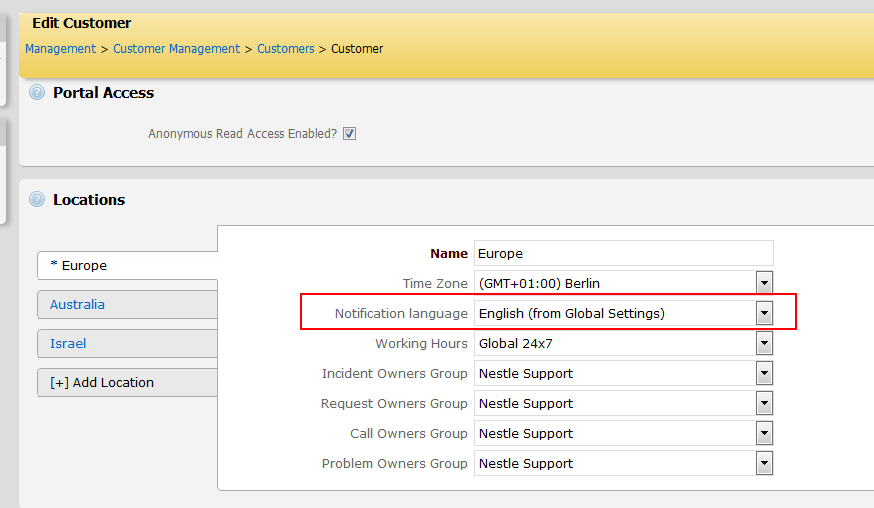 Edit Customer
Management > Customer Management > Customers > Customer
Portal Access
Anonymous Read Access Enabled?
Locations
* Europe
Australia
Israel
[+] Add Location
Name Europe
Time Zone (GMT+01:00) Berlin
Notification language English (from Global Settings)
Working Hours Global 24x7
Incident Owners Group Nestle Support
Request Owners Group Nestle Support
Call Owners Group Nestle Support
Problem Owners Group Nestle Support